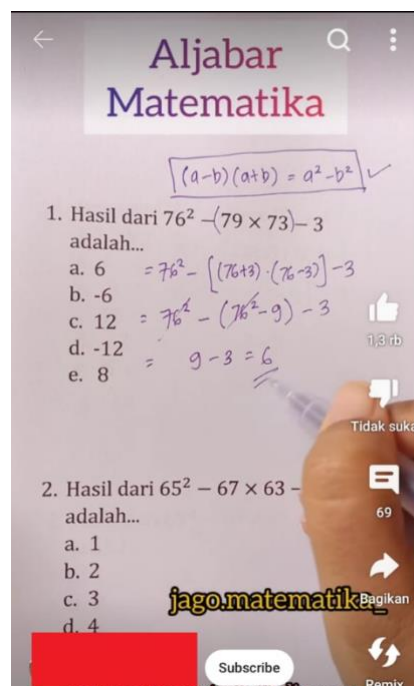 Aljabar
Matematika
(a-b)(a+b) = a² - b²
1. Hasil dari 76² -(79 × 73)- 3
adalah...
a. 6 = 76² - [(76+3)·(76-3)] - 3
b. -6
c. 12 = 76² - (76² - 9) - 3
d. -12
= 9 - 3 = 6
e. 8
1,3 rb
Tidak suka
2. Hasil dari 65² − 67 × 63 −
adalah...
69
a. 1
b. 2
c. 3
jago.matematik
Bagikan
d. 4
Subscribe
Remix